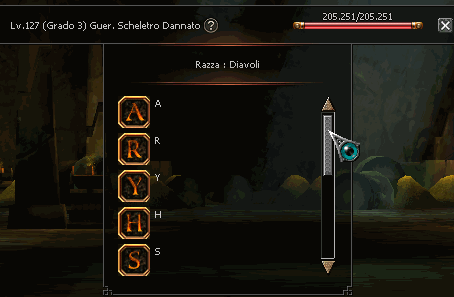 Lv.127 (Grado 3) Guer. Scheletro Dannato ?
205.251/205.251
Razza : Diavoli
A A
R R
Y Y
H H
S S